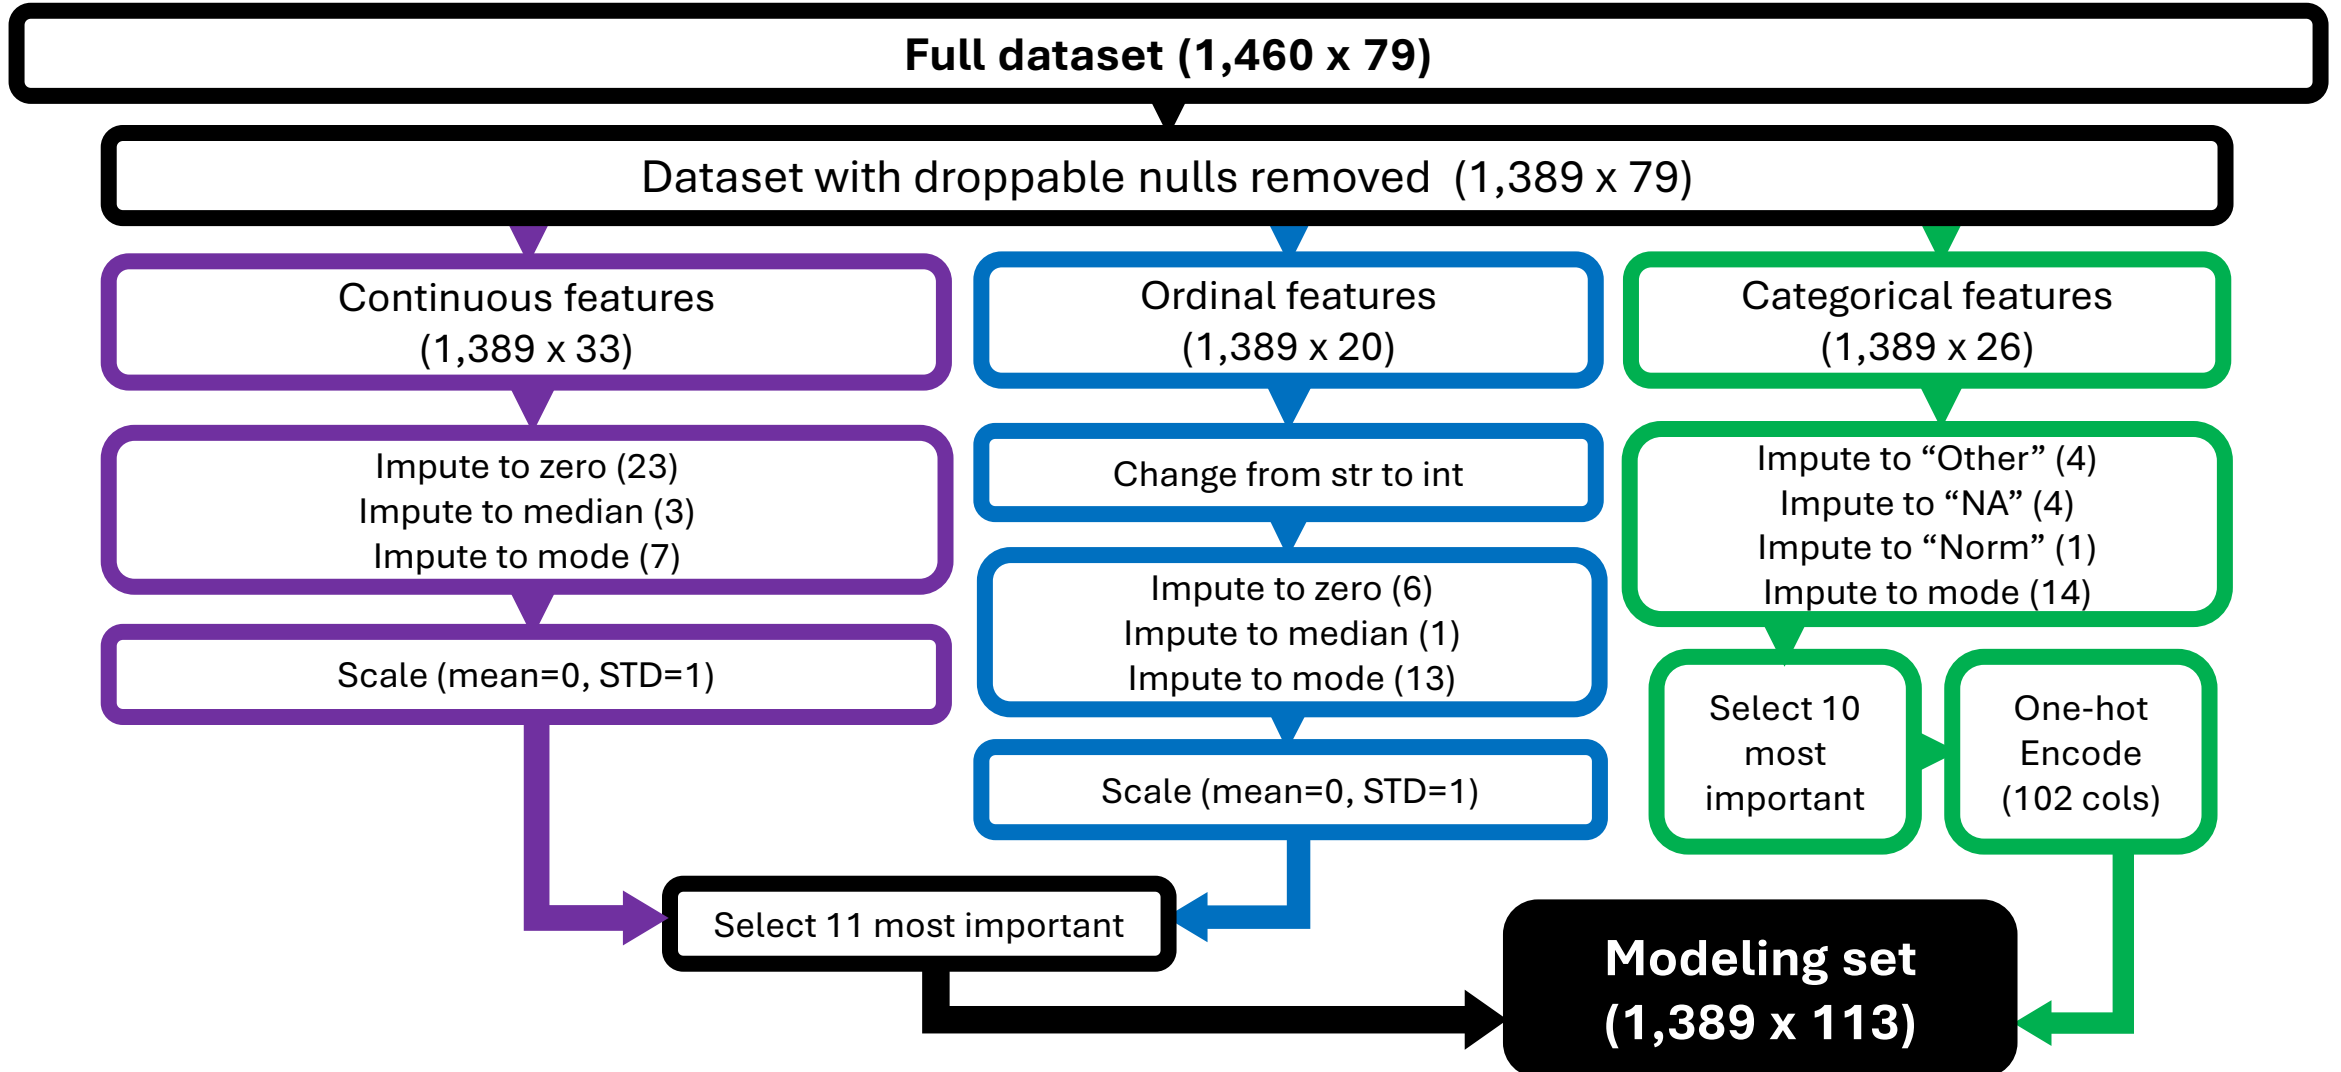 Full dataset (1,460 x 79)
Dataset with droppable nulls removed (1,389 x 79)
Continuous features
(1,389 x 33)
Impute to zero (23)
Impute to median (3)
Impute to mode (7)
Scale (mean=0, STD=1)
Ordinal features
(1,389 x 20)
Change from str to int
Impute to zero (6)
Impute to median (1)
Impute to mode (13)
Scale (mean=0, STD=1)
Categorical features
(1,389 x 26)
Impute to “Other” (4)
Impute to “NA” (4)
Impute to “Norm” (1)
Impute to mode (14)
Select 10
most
important
One-hot
Encode
(102 cols)
Select 11 most important
Modeling set
(1,389 x 113)